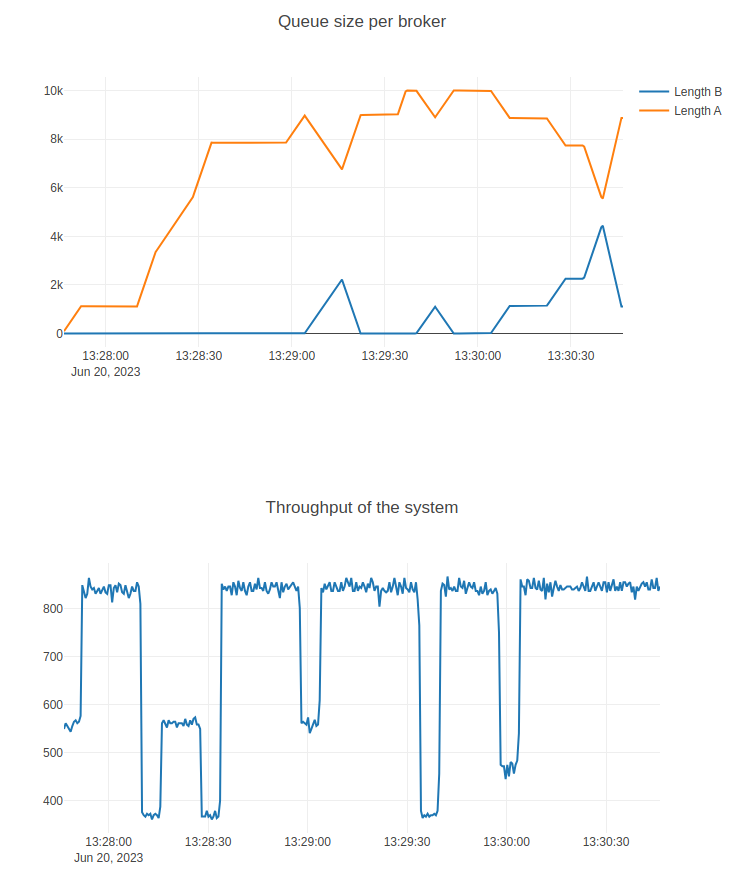 Queue size per broker
10k
8k
6k
4k
2k
0
Length B
Length A
13:28:00
Jun 20, 2023
13:28:30
13:29:00
13:29:30
13:30:00
13:30:30
Throughput of the system
800
700
600
500
400
13:28:00
Jun 20, 2023
13:28:30
13:29:00
13:29:30
13:30:00
13:30:30